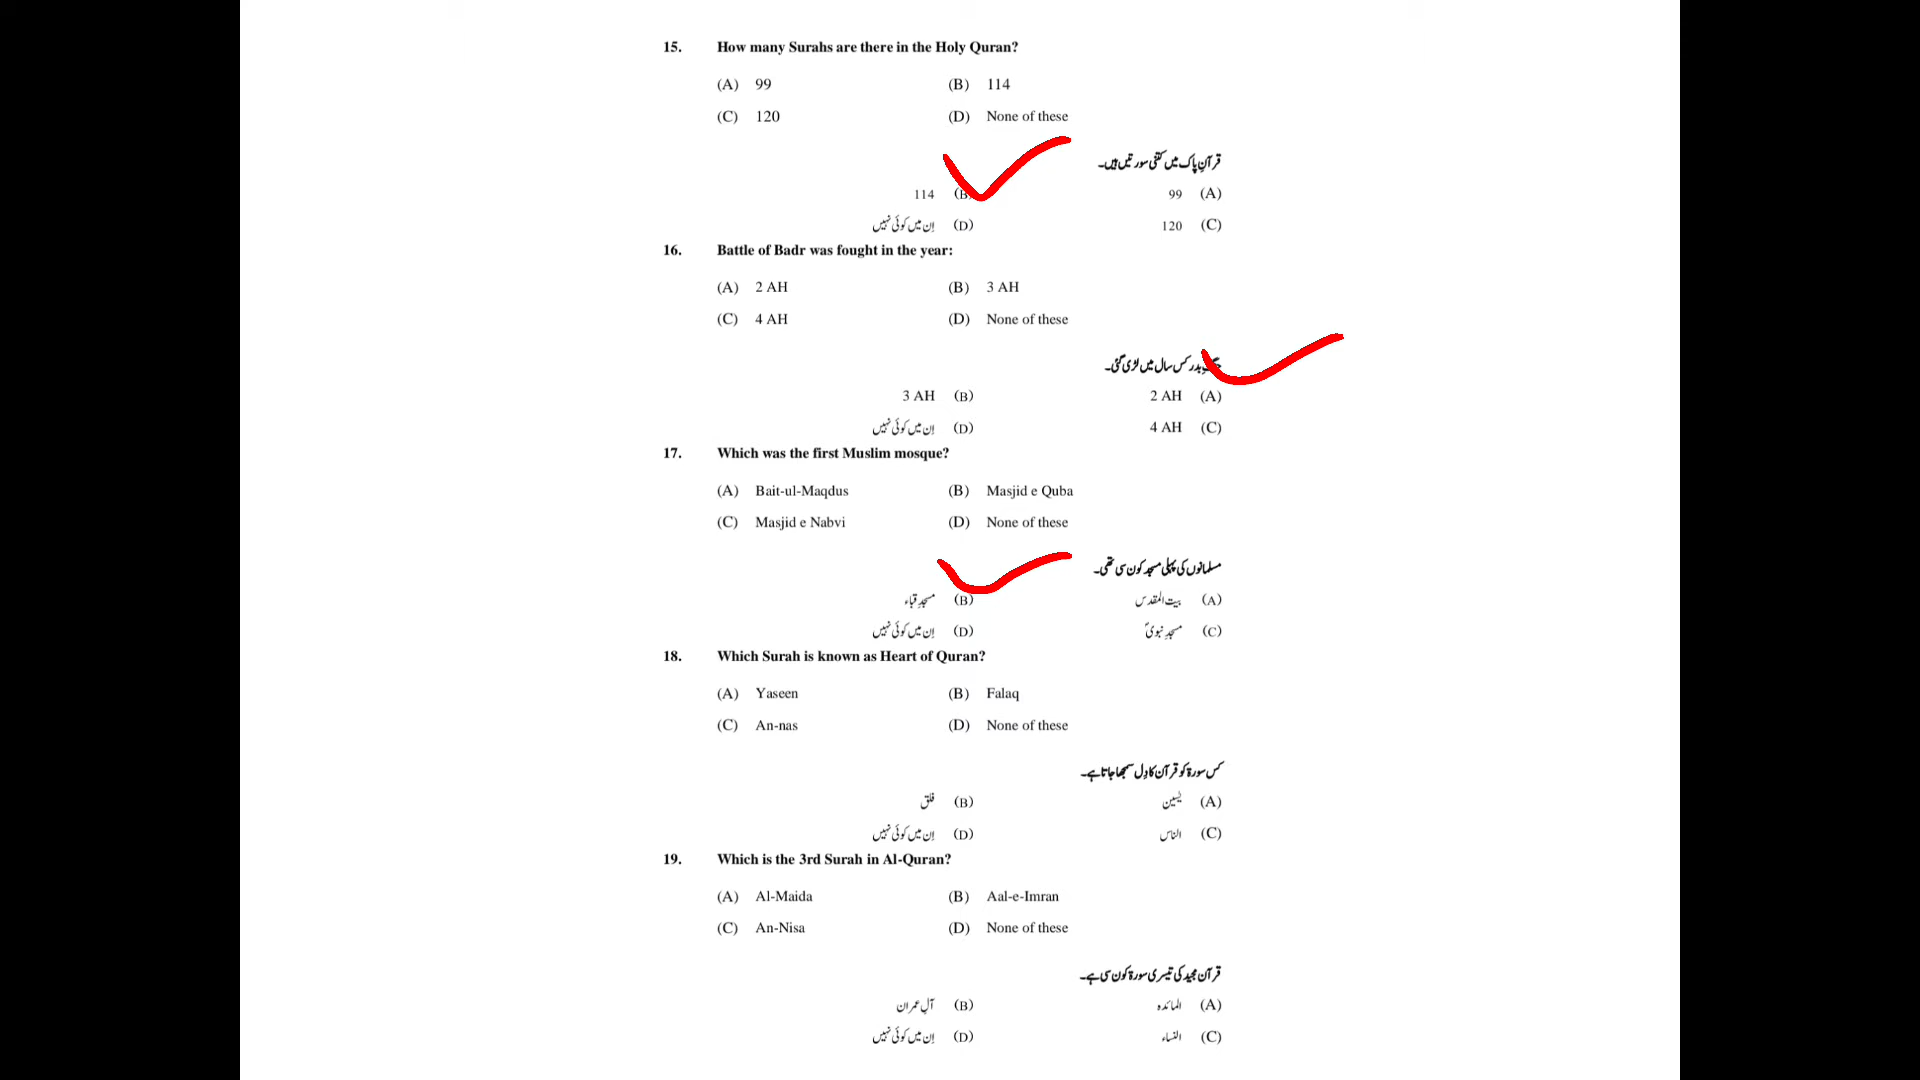 15. How many Surahs are there in the Holy Quran?
(A) 99 (B) 114
(C) 120 (D) None of these
قرآنِ پاک میں کتنی سورتیں ہیں۔
(A) 99 (B) 114
(C) 120 (D) اِن میں کوئی نہیں
16. Battle of Badr was fought in the year:
(A) 2 AH (B) 3 AH
(C) 4 AH (D) None of these
جنگِ بدر کس سال میں لڑی گئی۔
(A) 2 AH (B) 3 AH
(C) 4 AH (D) اِن میں کوئی نہیں
17. Which was the first Muslim mosque?
(A) Bait-ul-Maqdus (B) Masjid e Quba
(C) Masjid e Nabvi (D) None of these
مسلمانوں کی پہلی مسجد کون سی تھی۔
(A) بیت المقدس (B) مسجدِ قباء
(C) مسجدِ نبویؐ (D) اِن میں کوئی نہیں
18. Which Surah is known as Heart of Quran?
(A) Yaseen (B) Falaq
(C) An-nas (D) None of these
کس سورۃ کو قرآن کا دِل سمجھا جاتا ہے۔
(A) یٰسین (B) فلق
(C) الناس (D) اِن میں کوئی نہیں
19. Which is the 3rd Surah in Al-Quran?
(A) Al-Maida (B) Aal-e-Imran
(C) An-Nisa (D) None of these
قرآن مجید کی تیسری سورۃ کون سی ہے۔
(A) المائدہ (B) آلِ عمران
(C) النساء (D) اِن میں کوئی نہیں